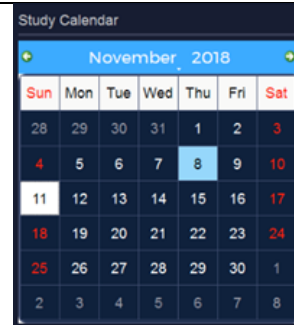 Study Calendar
November, 2018
Sun Mon Tue Wed Thu Fri Sat
28 29 30 31 1 2 3
4 5 6 7 8 9 10
11 12 13 14 15 16 17
18 19 20 21 22 23 24
25 26 27 28 29 30 1
2 3 4 5 6 7 8